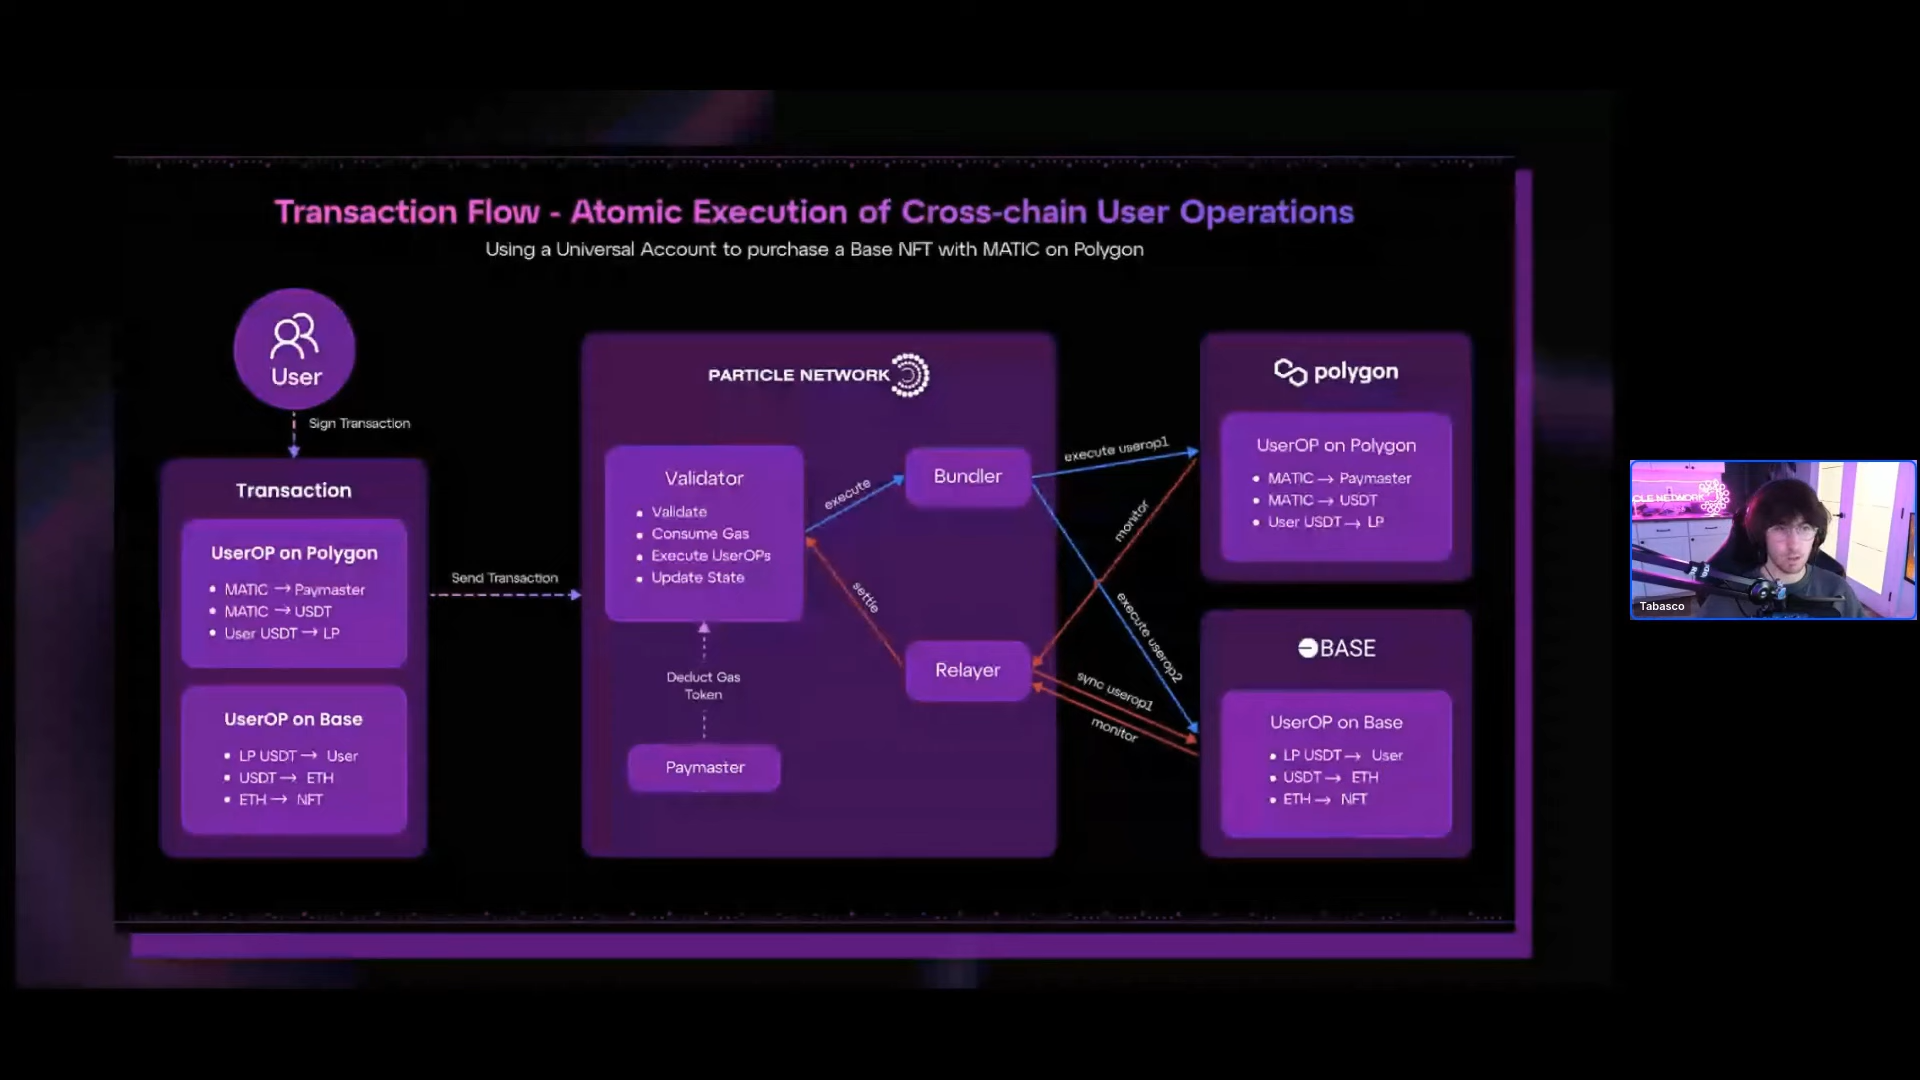 Transaction Flow - Atomic Execution of Cross-chain User Operations
Using a Universal Account to purchase a Base NFT with MATIC on Polygon
User
Sign Transaction
Transaction
UserOP on Polygon
• MATIC → Paymaster
• MATIC → USDT
• User USDT → LP
UserOP on Base
• LP USDT → User
• USDT → ETH
• ETH → NFT
Send Transaction
PARTICLE NETWORK
Validator
• Validate
• Consume Gas
• Execute UserOPs
• Update State
Deduct Gas
Token
Paymaster
execute
settle
Bundler
Relayer
execute userop1
monitor
execute userop2
sync userop1
monitor
polygon
UserOP on Polygon
• MATIC → Paymaster
• MATIC → USDT
• User USDT → LP
BASE
UserOP on Base
• LP USDT → User
• USDT → ETH
• ETH → NFT
CLE NETWORK
Tabasco